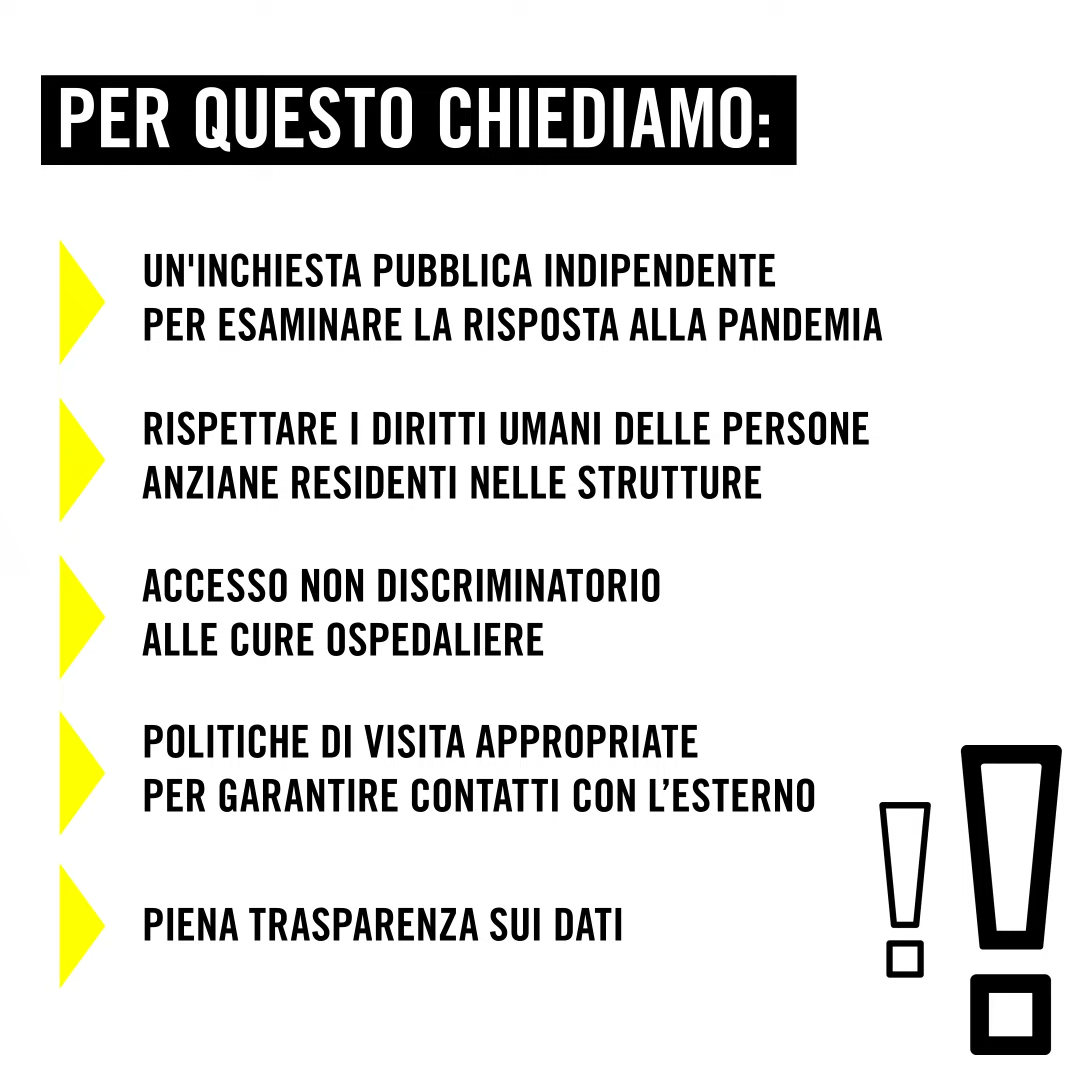 PER QUESTO CHIEDIAMO:
UN'INCHIESTA PUBBLICA INDIPENDENTE
PER ESAMINARE LA RISPOSTA ALLA PANDEMIA
RISPETTARE I DIRITTI UMANI DELLE PERSONE
ANZIANE RESIDENTI NELLE STRUTTURE
ACCESSO NON DISCRIMINATORIO
ALLE CURE OSPEDALIERE
POLITICHE DI VISITA APPROPRIATE
PER GARANTIRE CONTATTI CON L’ESTERNO
PIENA TRASPARENZA SUI DATI
!!